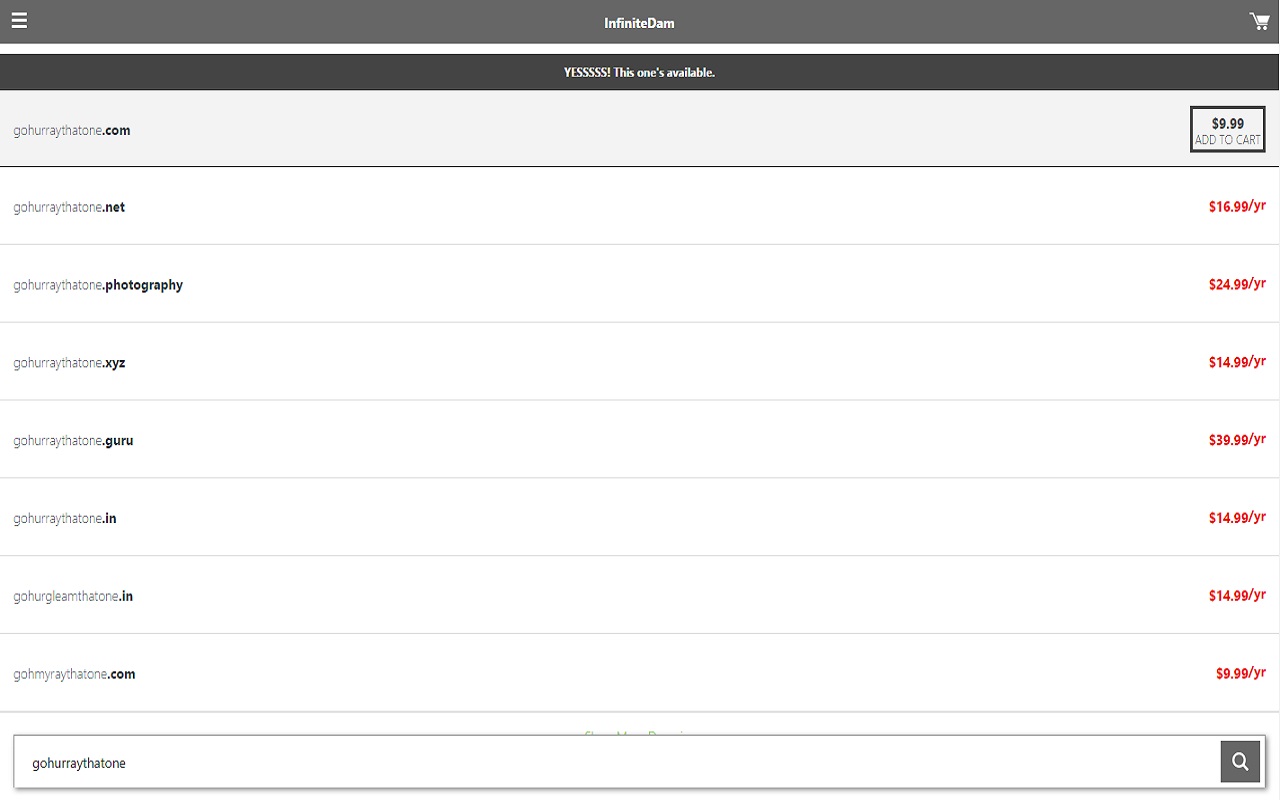 InfiniteDam
YESSSSS! This one's available.
gohurraythatone.com
$9.99
ADD TO CART
gohurraythatone.net
$16.99/yr
gohurraythatone.photography
$24.99/yr
gohurraythatone.xyz
$14.99/yr
gohurraythatone.guru
$39.99/yr
gohurraythatone.in
$14.99/yr
gohurgleamthatone.in
$14.99/yr
gohmyraythatone.com
$9.99/yr
gohurraythatone